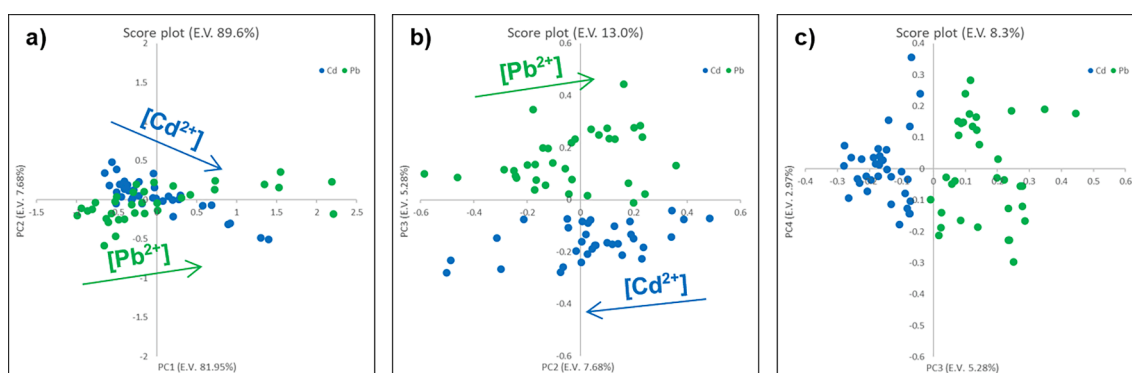 a)
Score plot (E.V. 89.6%)
2
Cd Pb
1.5
1
[Cd²⁺]
0.5
0
-1.5 -1 -0.5 0 0.5 1 1.5 2 2.5
-0.5
[Pb²⁺]
-1
-1.5
-2
PC2 (E.V. 7.68%)
PC1 (E.V. 81.95%)
b)
Score plot (E.V. 13.0%)
0.6
Cd Pb
[Pb²⁺]
0.4
0.2
0
-0.6 -0.4 -0.2 0 0.2 0.4 0.6
-0.2
[Cd²⁺]
-0.4
-0.6
PC3 (E.V. 5.28%)
PC2 (E.V. 7.68%)
c)
Score plot (E.V. 8.3%)
0.4
Cd Pb
0.3
0.2
0.1
0
-0.4 -0.3 -0.2 -0.1 0 0.1 0.2 0.3 0.4 0.5 0.6
-0.1
-0.2
-0.3
-0.4
-0.5
-0.6
PC4 (E.V. 2.97%)
PC3 (E.V. 5.28%)